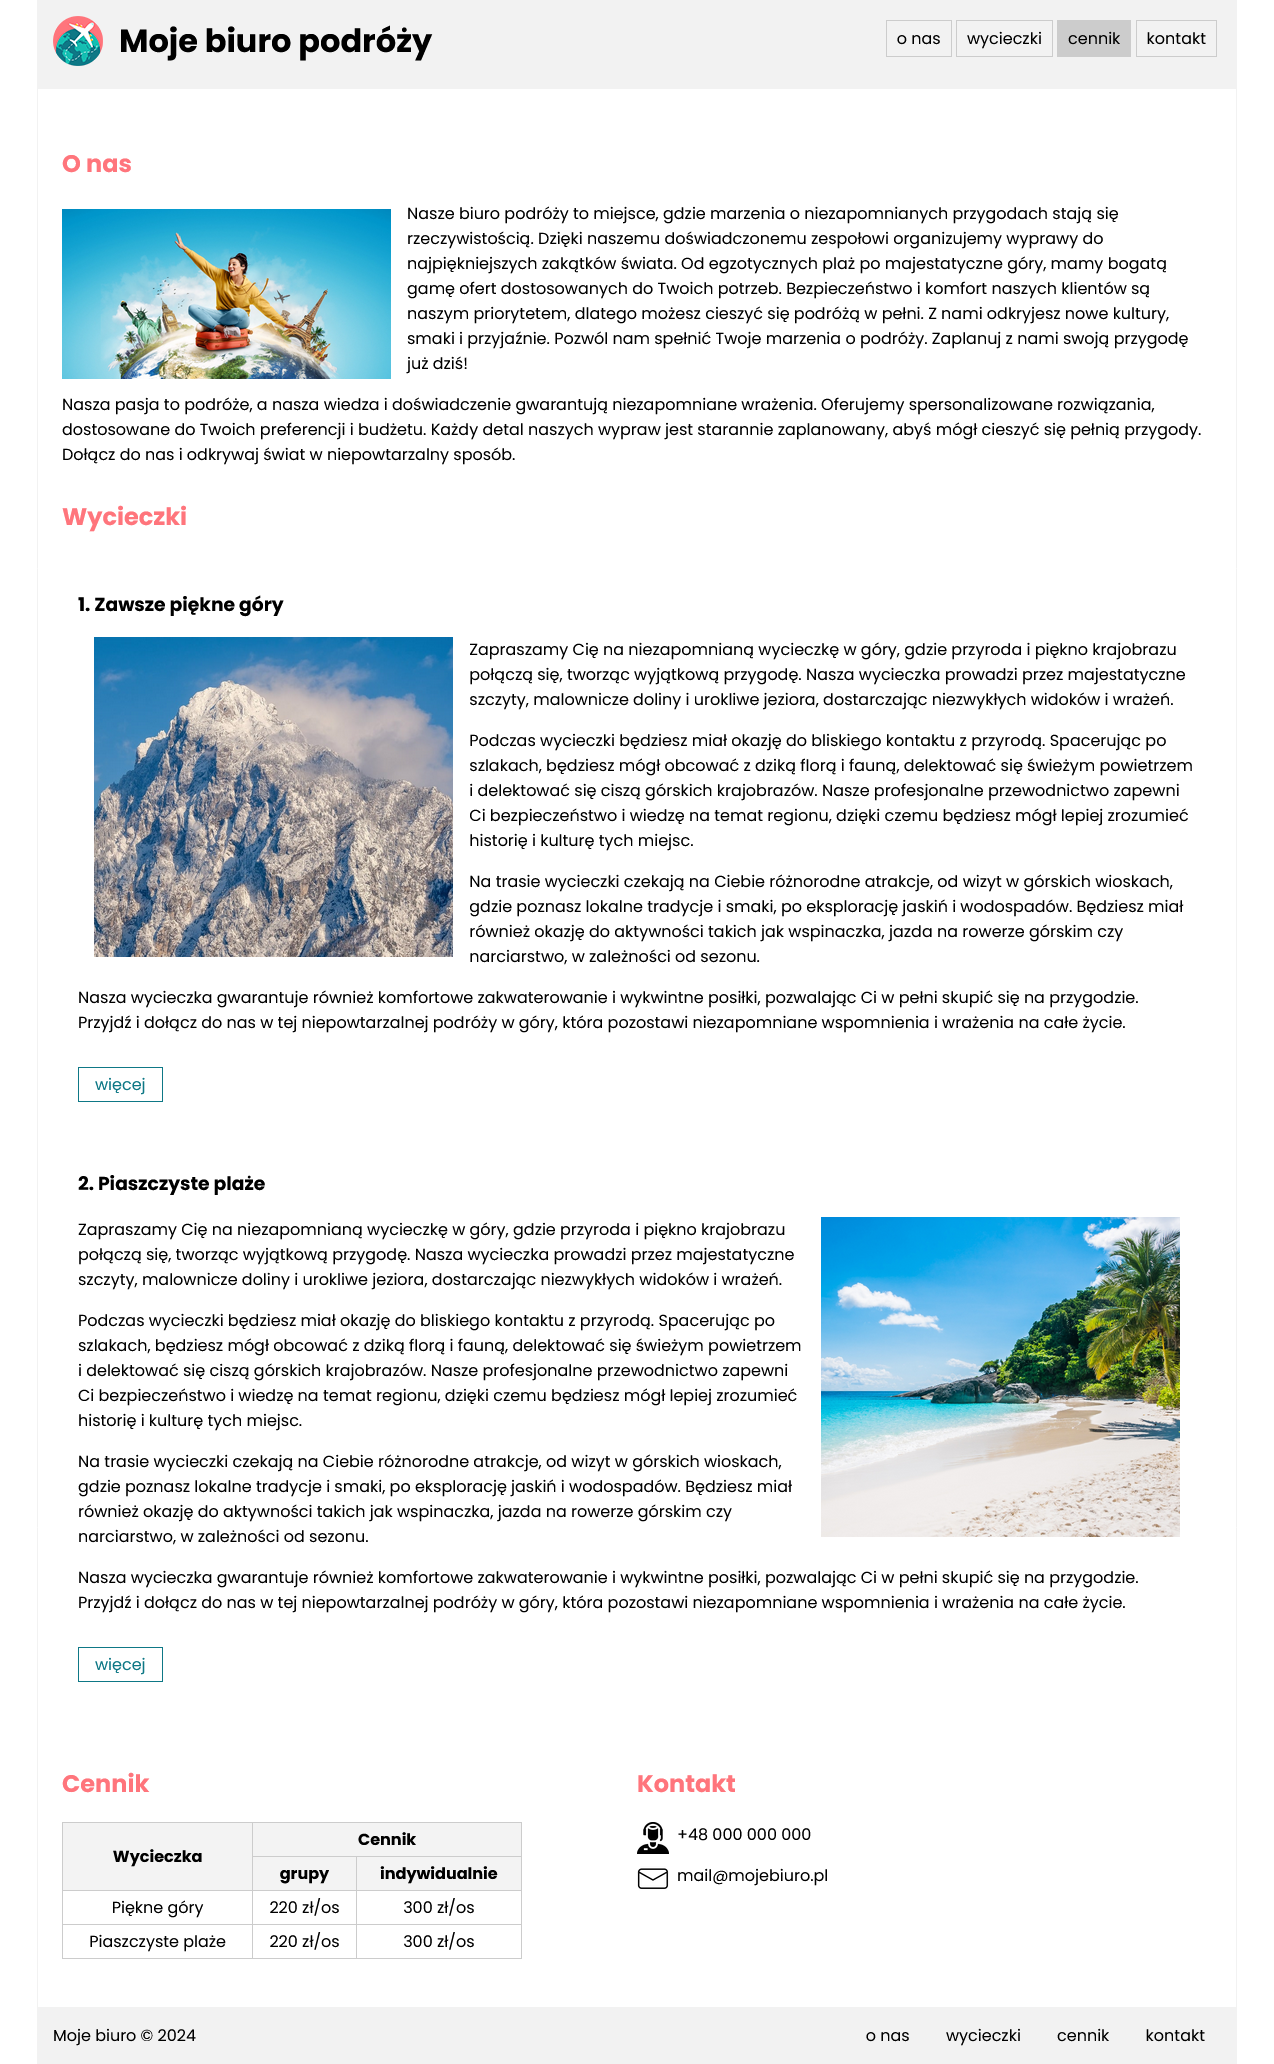 Moje biuro podróży
o nas wycieczki cennik kontakt
O nas
Nasze biuro podróży to miejsce, gdzie marzenia o niezapomnianych przygodach stają się
rzeczywistością. Dzięki naszemu doświadczonemu zespołowi organizujemy wyprawy do
najpiękniejszych zakątków świata. Od egzotycznych plaż po majestatyczne góry, mamy bogatą
gamę ofert dostosowanych do Twoich potrzeb. Bezpieczeństwo i komfort naszych klientów są
naszym priorytetem, dlatego możesz cieszyć się podróżą w pełni. Z nami odkryjesz nowe kultury,
smaki i przyjaźnie. Pozwól nam spełnić Twoje marzenia o podróży. Zaplanuj z nami swoją przygodę
już dziś!
Nasza pasja to podróże, a nasza wiedza i doświadczenie gwarantują niezapomniane wrażenia. Oferujemy spersonalizowane rozwiązania,
dostosowane do Twoich preferencji i budżetu. Każdy detal naszych wypraw jest starannie zaplanowany, abyś mógł cieszyć się pełnią przygody.
Dołącz do nas i odkrywaj świat w niepowtarzalny sposób.
Wycieczki
1. Zawsze piękne góry
Zapraszamy Cię na niezapomnianą wycieczkę w góry, gdzie przyroda i piękno krajobrazu
połączą się, tworząc wyjątkową przygodę. Nasza wycieczka prowadzi przez majestatyczne
szczyty, malownicze doliny i urokliwe jeziora, dostarczając niezwykłych widoków i wrażeń.
Podczas wycieczki będziesz miał okazję do bliskiego kontaktu z przyrodą. Spacerując po
szlakach, będziesz mógł obcować z dziką florą i fauną, delektować się świeżym powietrzem
i delektować się ciszą górskich krajobrazów. Nasze profesjonalne przewodnictwo zapewni
Ci bezpieczeństwo i wiedzę na temat regionu, dzięki czemu będziesz mógł lepiej zrozumieć
historię i kulturę tych miejsc.
Na trasie wycieczki czekają na Ciebie różnorodne atrakcje, od wizyt w górskich wioskach,
gdzie poznasz lokalne tradycje i smaki, po eksplorację jaskiń i wodospadów. Będziesz miał
również okazję do aktywności takich jak wspinaczka, jazda na rowerze górskim czy
narciarstwo, w zależności od sezonu.
Nasza wycieczka gwarantuje również komfortowe zakwaterowanie i wykwintne posiłki, pozwalając Ci w pełni skupić się na przygodzie.
Przyjdź i dołącz do nas w tej niepowtarzalnej podróży w góry, która pozostawi niezapomniane wspomnienia i wrażenia na całe życie.
więcej
2. Piaszczyste plaże
Zapraszamy Cię na niezapomnianą wycieczkę w góry, gdzie przyroda i piękno krajobrazu
połączą się, tworząc wyjątkową przygodę. Nasza wycieczka prowadzi przez majestatyczne
szczyty, malownicze doliny i urokliwe jeziora, dostarczając niezwykłych widoków i wrażeń.
Podczas wycieczki będziesz miał okazję do bliskiego kontaktu z przyrodą. Spacerując po
szlakach, będziesz mógł obcować z dziką florą i fauną, delektować się świeżym powietrzem
i delektować się ciszą górskich krajobrazów. Nasze profesjonalne przewodnictwo zapewni
Ci bezpieczeństwo i wiedzę na temat regionu, dzięki czemu będziesz mógł lepiej zrozumieć
historię i kulturę tych miejsc.
Na trasie wycieczki czekają na Ciebie różnorodne atrakcje, od wizyt w górskich wioskach,
gdzie poznasz lokalne tradycje i smaki, po eksplorację jaskiń i wodospadów. Będziesz miał
również okazję do aktywności takich jak wspinaczka, jazda na rowerze górskim czy
narciarstwo, w zależności od sezonu.
Nasza wycieczka gwarantuje również komfortowe zakwaterowanie i wykwintne posiłki, pozwalając Ci w pełni skupić się na przygodzie.
Przyjdź i dołącz do nas w tej niepowtarzalnej podróży w góry, która pozostawi niezapomniane wspomnienia i wrażenia na całe życie.
więcej
Cennik
Wycieczka Cennik
grupy indywidualnie
Piękne góry 220 zł/os 300 zł/os
Piaszczyste plaże 220 zł/os 300 zł/os
Kontakt
+48 000 000 000
mail@mojebiuro.pl
Moje biuro © 2024
o nas wycieczki cennik kontakt